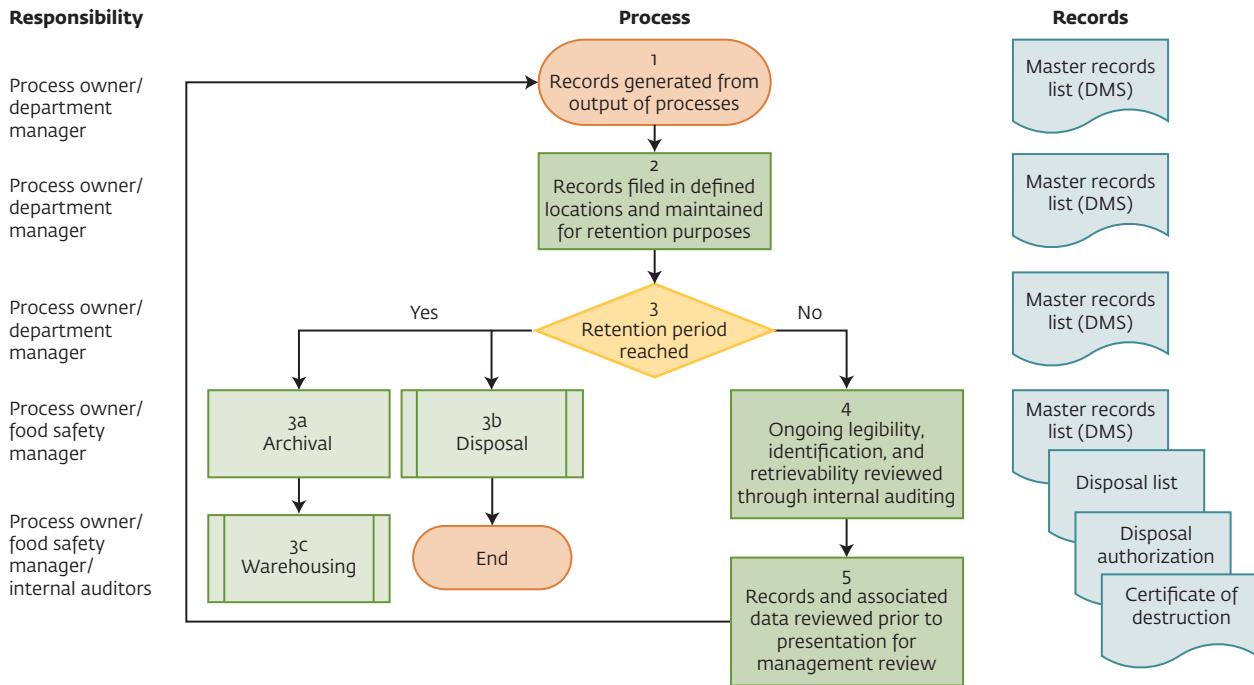 Responsibility
Process
Records
Process owner/
department
manager
1
Records generated from
output of processes
Master records
list (DMS)
Process owner/
department
manager
2
Records filed in defined
locations and maintained
for retention purposes
Master records
list (DMS)
Process owner/
department
manager
Yes
3
Retention period
reached
No
Master records
list (DMS)
Process owner/
food safety
manager
3a
Archival
3b
Disposal
4
Ongoing legibility,
identification, and
retrievability reviewed
through internal auditing
Master records
list (DMS)
Disposal list
Process owner/
food safety
manager/
internal auditors
3c
Warehousing
End
5
Records and associated
data reviewed prior to
presentation for
management review
Disposal
authorization
Certificate of
destruction